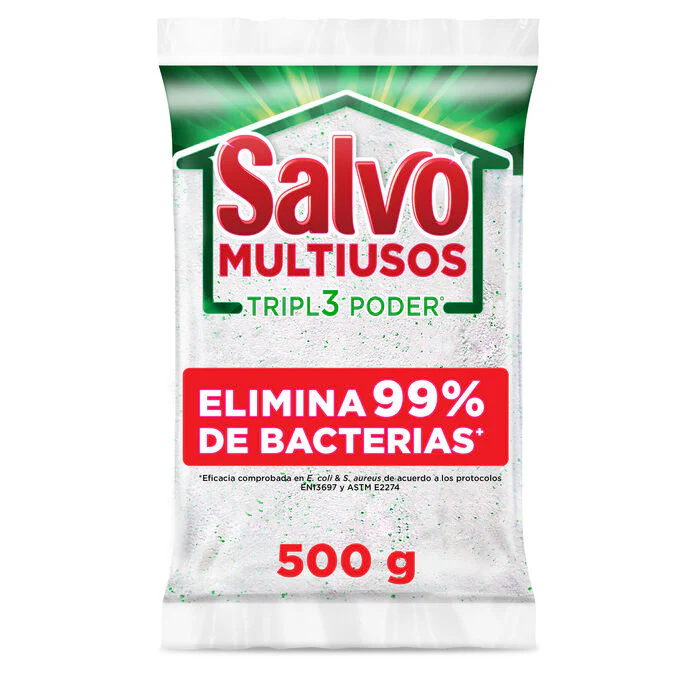 Salvo
MULTIUSOS
TRIPL3 PODER°
ELIMINA 99%
DE BACTERIAS⁺
*Eficacia comprobada en E. coli & S. aureus de acuerdo a los protocolos
EN13697 y ASTM E2274
500 g